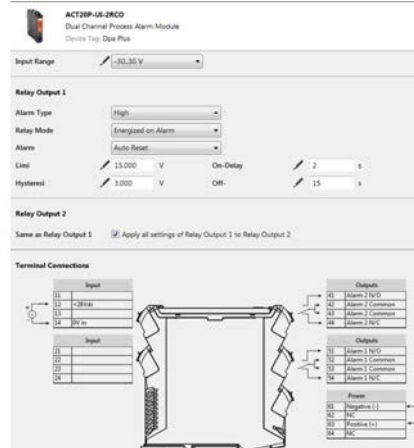 ACT20P-UI-2RCO
Dual Channel Process Alarm Module
Device Tag: Dpa Plus
Input Range -30..30 V
Relay Output 1
Alarm Type High
Relay Mode Energized on Alarm
Alarm Auto Reset
Limi 15.000 V On-Delay 2 s
Hysteresi 3.000 V Off- 15 s
Relay Output 2
Same as Relay Output 1 Apply all settings of Relay Output 1 to Relay Output 2
Terminal Connections
Input
11
12 <28Vdc
13
14 0V in
Input
21
22
23
24
Outputs
41 Alarm 2 N/O
42 Alarm 2 Common
43 Alarm 2 Common
44 Alarm 2 N/C
Outputs
51 Alarm 1 N/O
52 Alarm 1 Common
53 Alarm 1 Common
54 Alarm 1 N/C
Power
61 Negative (-)
62 NC
63 Positive (+)
64 NC